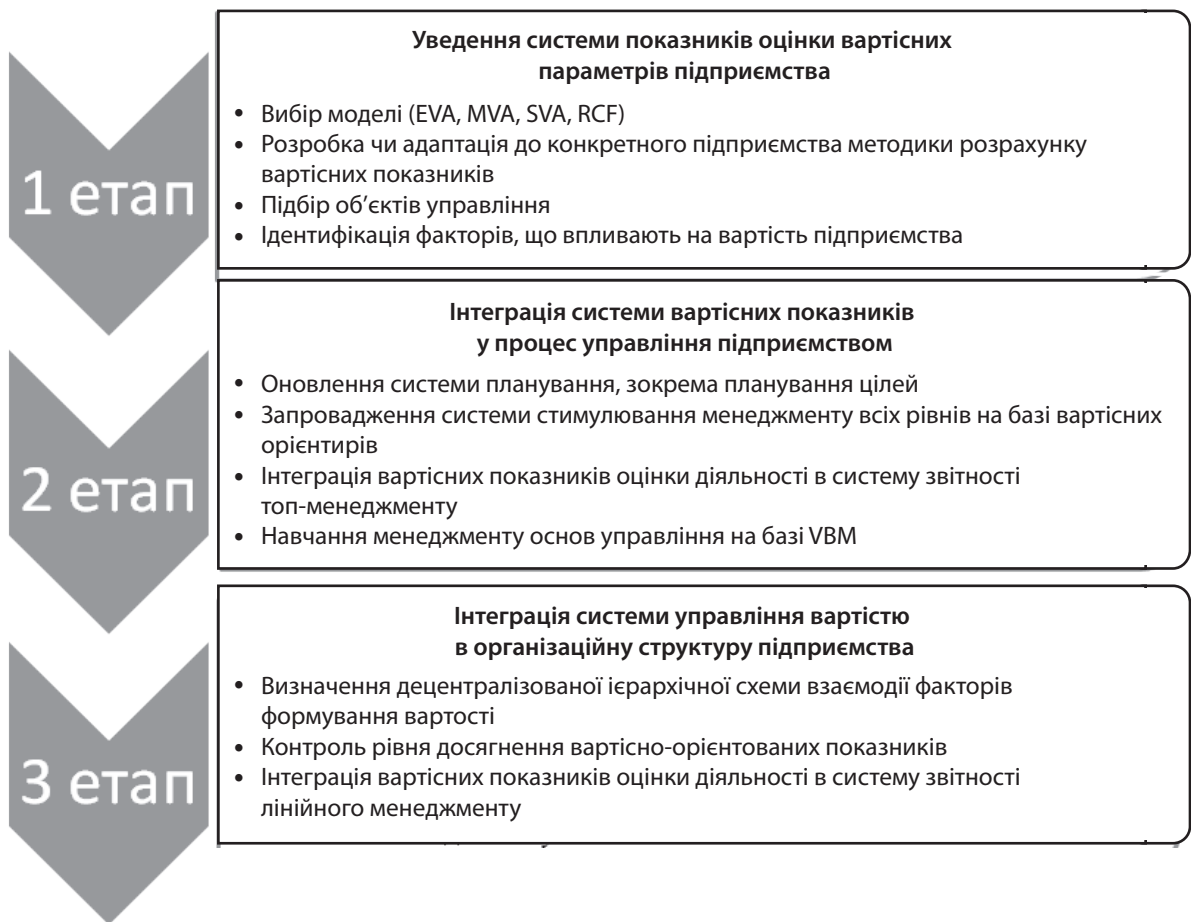 1 етап
Уведення системи показників оцінки вартісних
параметрів підприємства
• Вибір моделі (EVA, MVA, SVA, RCF)
• Розробка чи адаптація до конкретного підприємства методики розрахунку
вартісних показників
• Підбір об’єктів управління
• Ідентифікація факторів, що впливають на вартість підприємства
2 етап
Інтеграція системи вартісних показників
у процес управління підприємством
• Оновлення системи планування, зокрема планування цілей
• Запровадження системи стимулювання менеджменту всіх рівнів на базі вартісних
орієнтирів
• Інтеграція вартісних показників оцінки діяльності в систему звітності
топ-менеджменту
• Навчання менеджменту основ управління на базі VBM
3 етап
Інтеграція системи управління вартістю
в організаційну структуру підприємства
• Визначення децентралізованої ієрархічної схеми взаємодії факторів
формування вартості
• Контроль рівня досягнення вартісно-орієнтованих показників
• Інтеграція вартісних показників оцінки діяльності в систему звітності
лінійного менеджменту